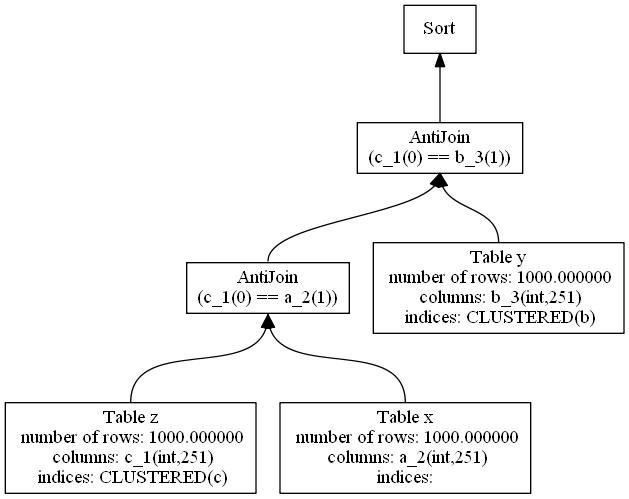 Sort
AntiJoin
(c_1(0) == b_3(1))
AntiJoin
(c_1(0) == a_2(1))
Table y
number of rows: 1000.000000
columns: b_3(int,251)
indices: CLUSTERED(b)
Table z
number of rows: 1000.000000
columns: c_1(int,251)
indices: CLUSTERED(c)
Table x
number of rows: 1000.000000
columns: a_2(int,251)
indices: